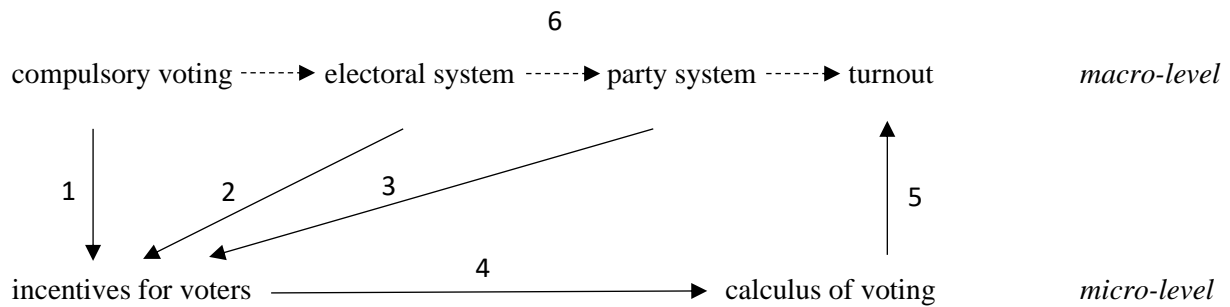 6
compulsory voting electoral system party system turnout macro-level
1 2 3 5
4
incentives for voters calculus of voting micro-level